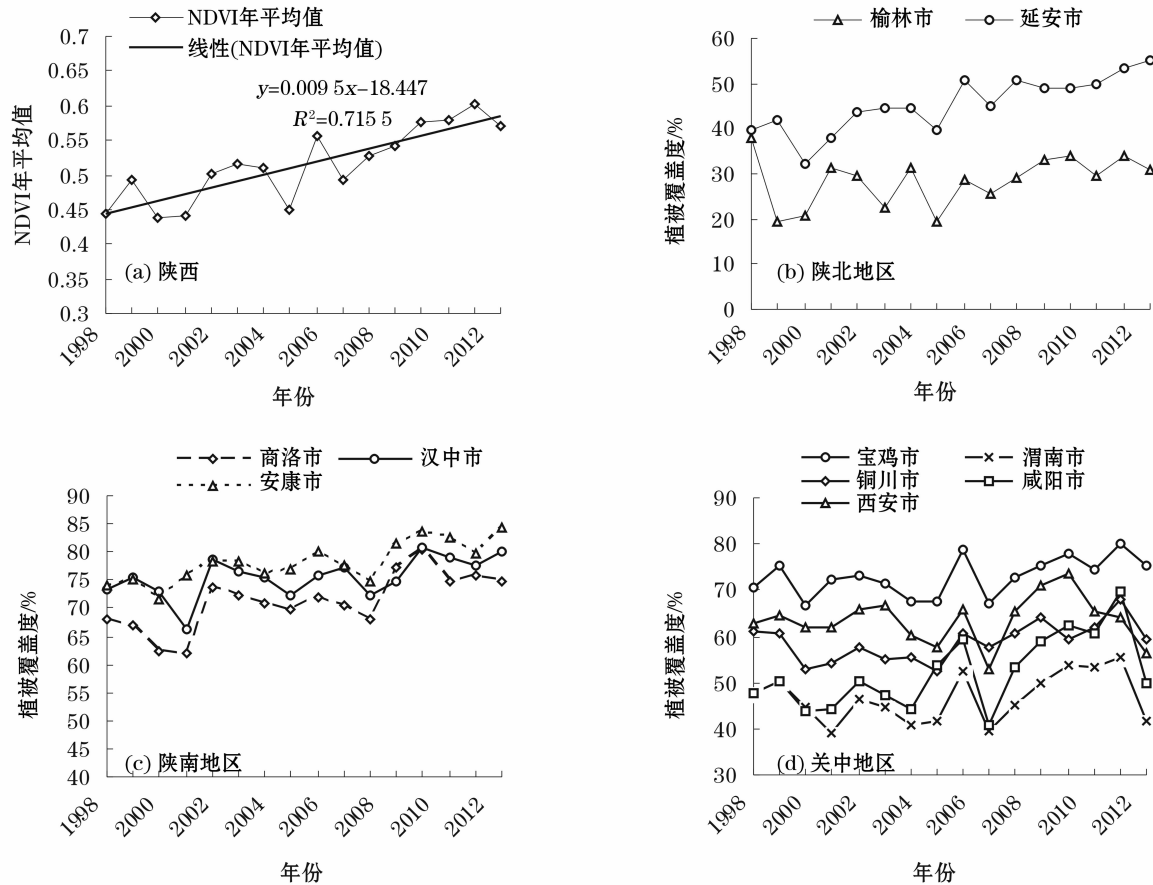 NDVI年平均值
线性(NDVI年平均值)
y=0.009 5x−18.447
R²=0.715 5
0.7
0.65
0.6
0.55
0.5
0.45
0.4
0.35
0.3
NDVI年平均值
(a) 陕西
1998 2000 2002 2004 2006 2008 2010 2012
年份
榆林市 延安市
60
50
40
30
20
10
0
植被覆盖度/%
(b) 陕北地区
1998 2000 2002 2004 2006 2008 2010 2012
年份
商洛市 汉中市
安康市
90
85
80
75
70
65
60
55
50
45
40
植被覆盖度/%
(c) 陕南地区
1998 2000 2002 2004 2006 2008 2010 2012
年份
宝鸡市 渭南市
铜川市 咸阳市
西安市
90
80
70
60
50
40
30
植被覆盖度/%
(d) 关中地区
1998 2000 2002 2004 2006 2008 2010 2012
年份